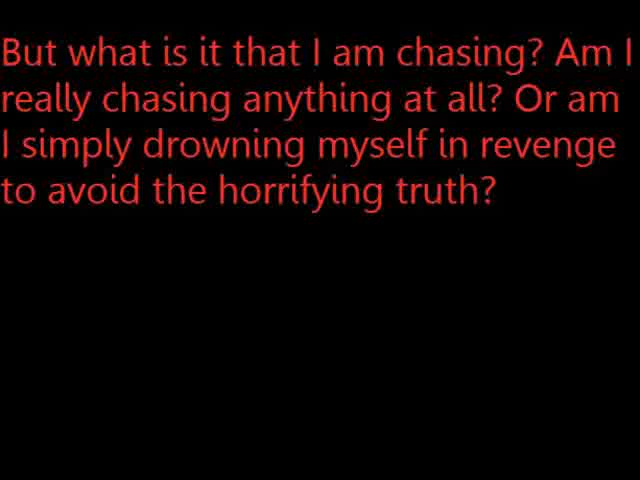 But what is it that I am chasing? Am I
really chasing anything at all? Or am
I simply drowning myself in revenge
to avoid the horrifying truth?